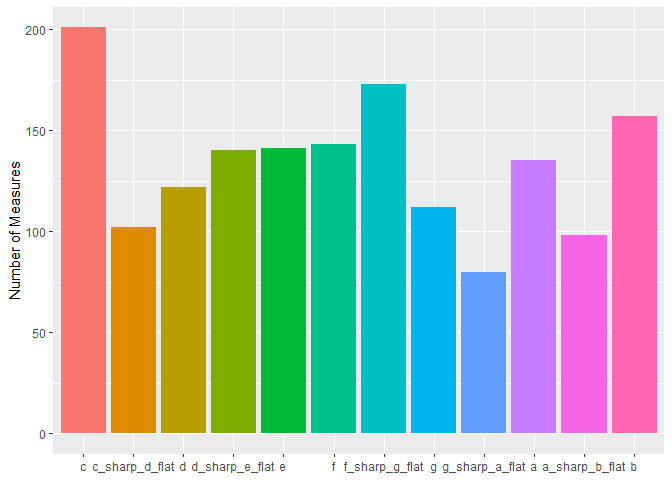 200
150
100
50
0
Number of Measures
c c_sharp_d_flat d d_sharp_e_flat e f f_sharp_g_flat g g_sharp_a_flat a a_sharp_b_flat b